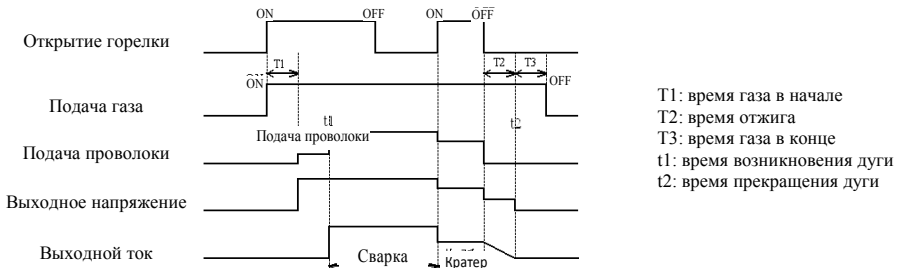 ON OFF ON OFF
Открытие горелки
T1 T2 T3
ON OFF
Подача газа
t1 t2
Подача проволоки
Подача проволоки
Выходное напряжение
Выходной ток
Сварка
Кратер
T1: время газа в начале
T2: время отжига
T3: время газа в конце
t1: время возникновения дуги
t2: время прекращения дуги